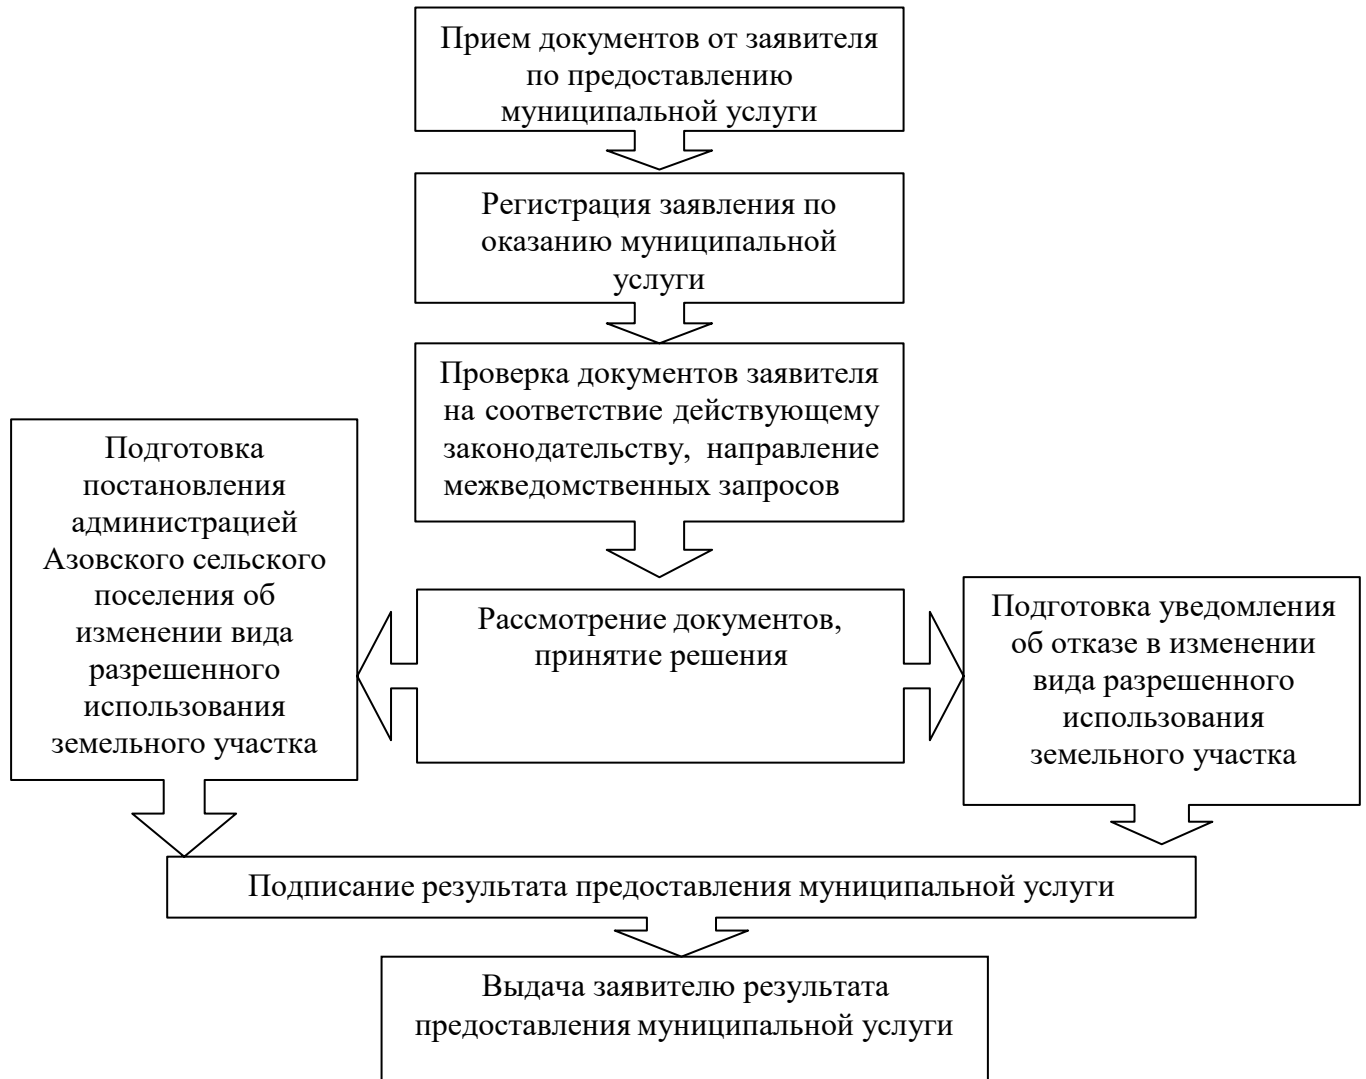 Прием документов от заявителя
по предоставлению
муниципальной услуги
Регистрация заявления по
оказанию муниципальной
услуги
Проверка документов заявителя
на соответствие действующему
законодательству, направление
межведомственных запросов
Подготовка
постановления
администрацией
Азовского сельского
поселения об
изменении вида
разрешенного
использования
земельного участка
Рассмотрение документов,
принятие решения
Подготовка уведомления
об отказе в изменении
вида разрешенного
использования
земельного участка
Подписание результата предоставления муниципальной услуги
Выдача заявителю результата
предоставления муниципальной услуги